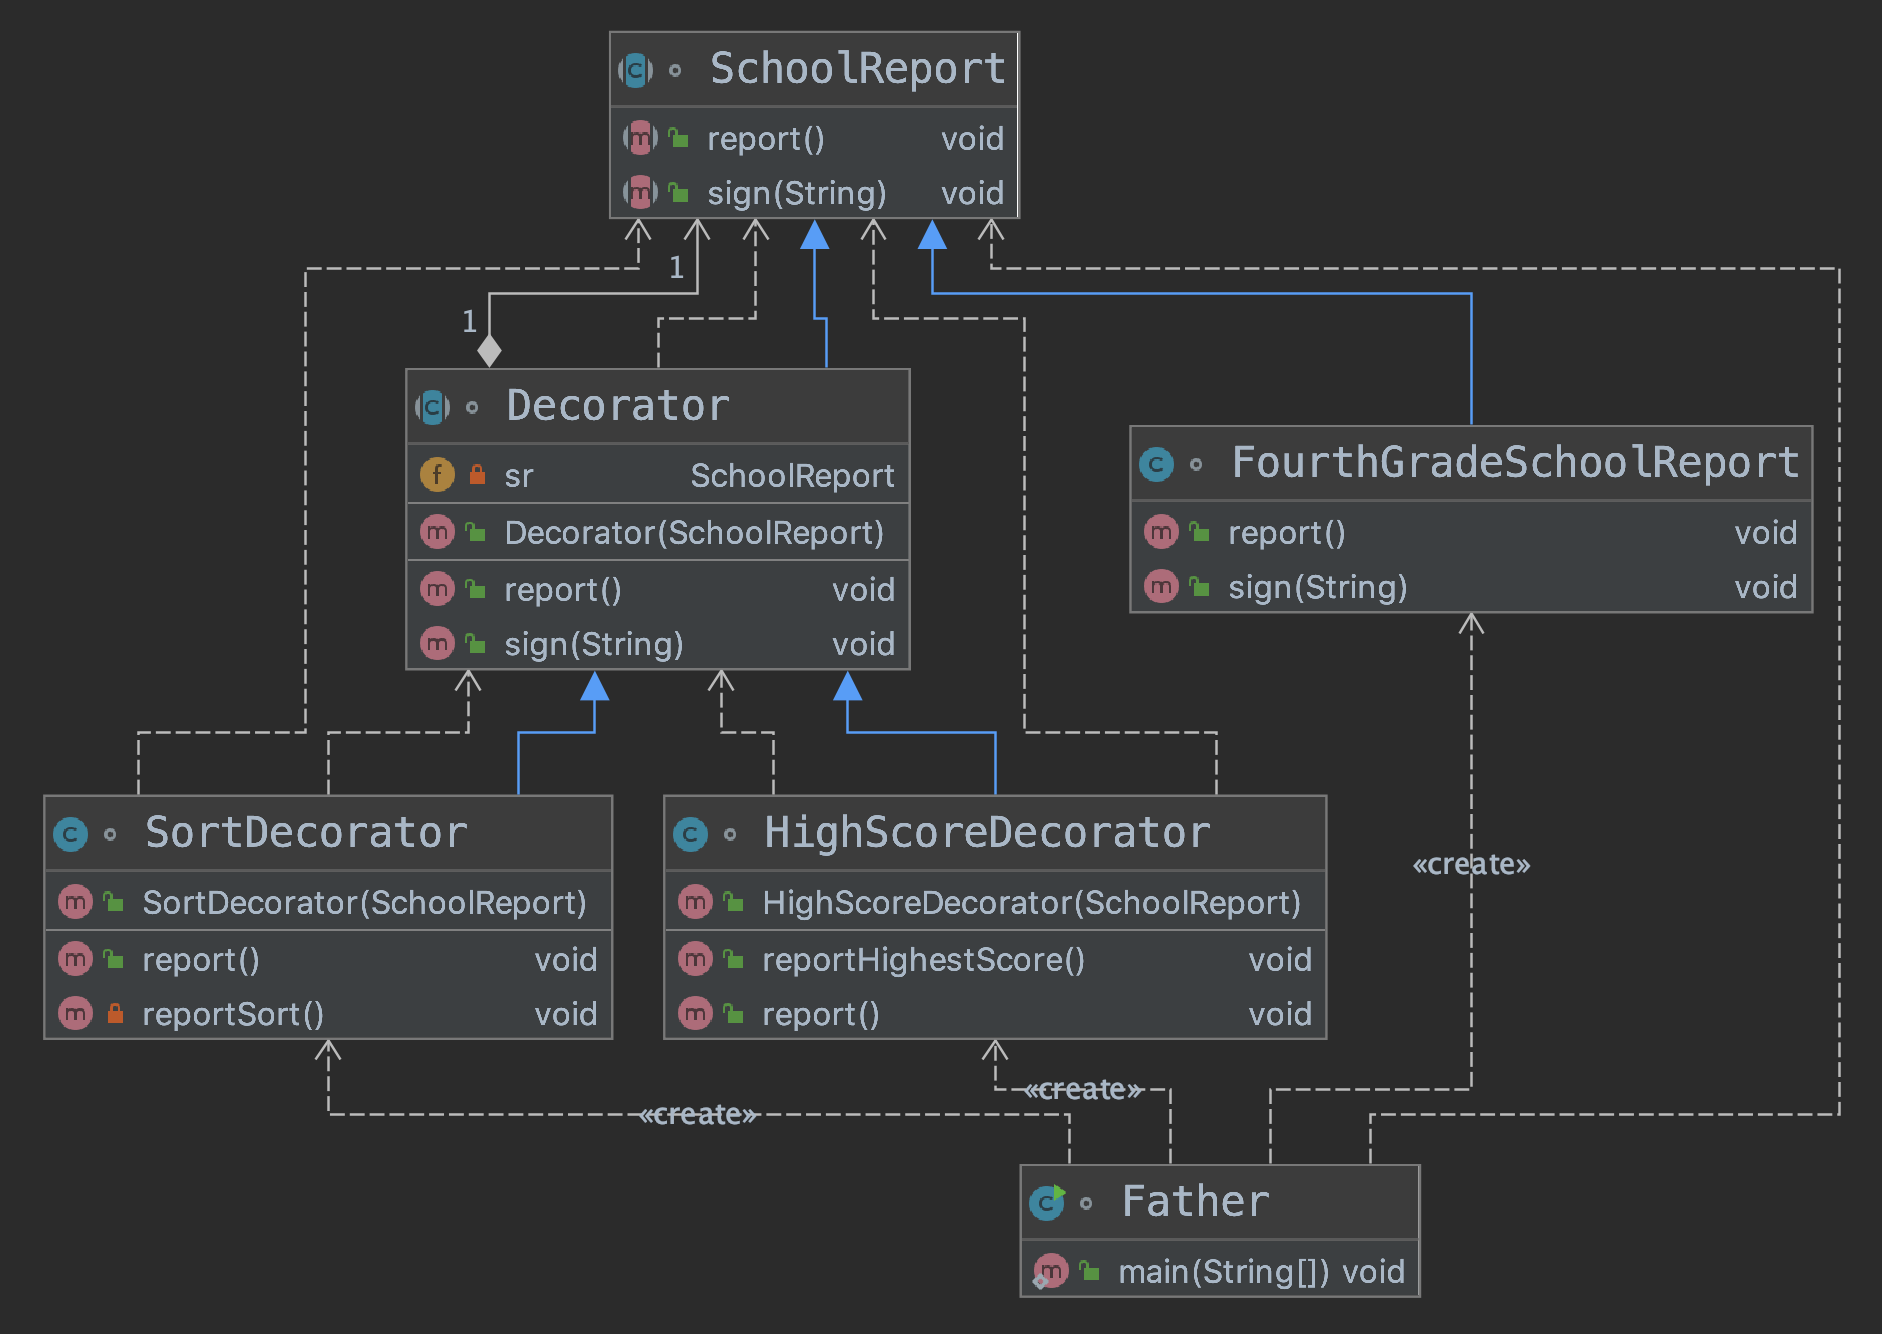 SchoolReport
report() void
sign(String) void
1
1
Decorator
sr SchoolReport
Decorator(SchoolReport)
report() void
sign(String) void
FourthGradeSchoolReport
report() void
sign(String) void
SortDecorator
SortDecorator(SchoolReport)
report() void
reportSort() void
HighScoreDecorator
HighScoreDecorator(SchoolReport)
reportHighestScore() void
report() void
«create»
«create»
«create»
Father
main(String[]) void